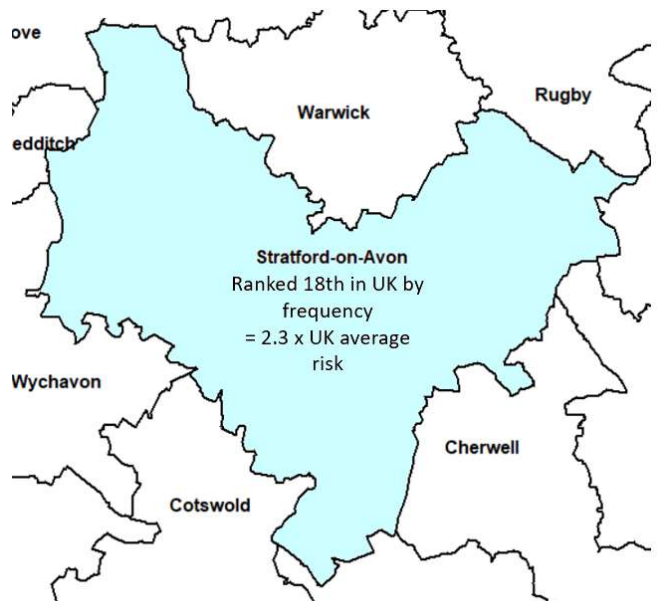 ove
Warwick
Rugby
edditch
Stratford-on-Avon
Ranked 18th in UK by
frequency
= 2.3 x UK average
risk
Wychavon
Cherwell
Cotswold